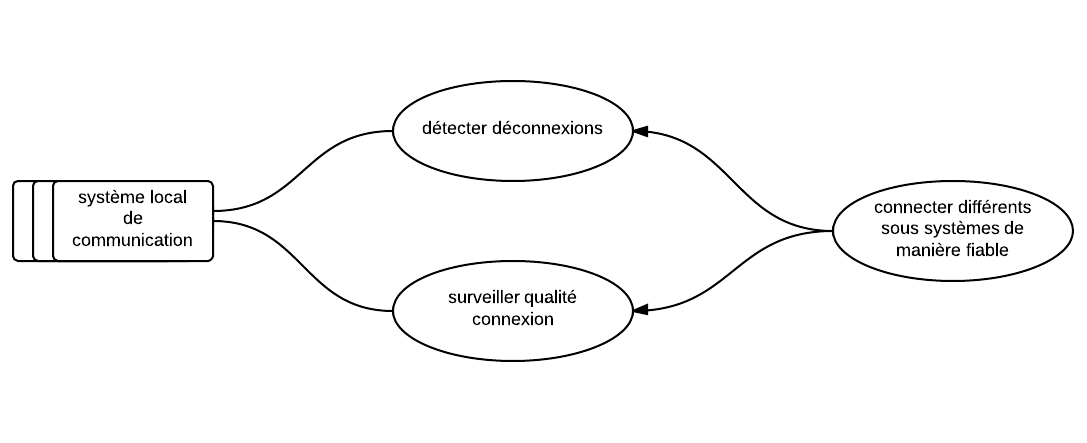 détecter déconnexions
système local
de
communication
connecter différents
sous systèmes de
manière fiable
surveiller qualité
connexion